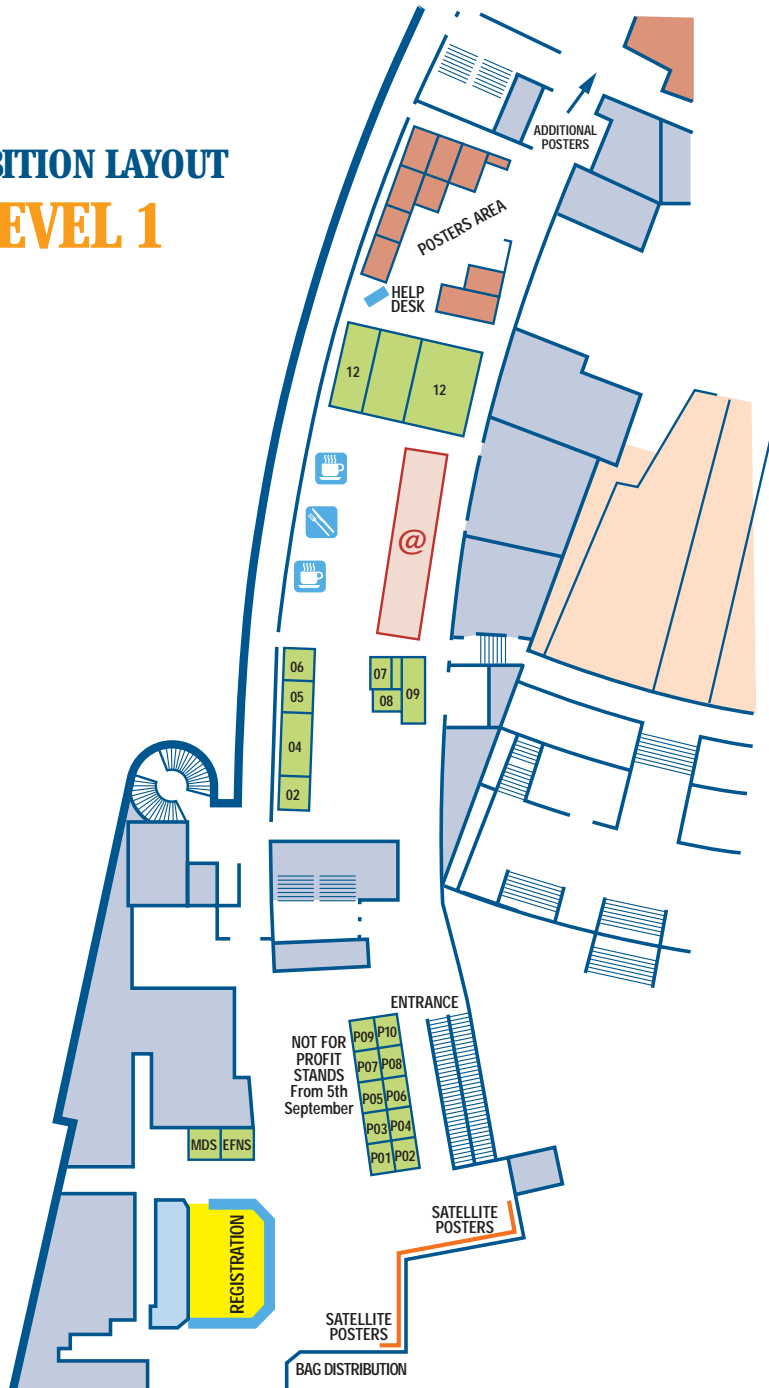 BITION LAYOUT
EVEL 1
ADDITIONAL
POSTERS
POSTERS AREA
HELP
DESK
12
12
@
06
05
04
02
07
08
09
ENTRANCE
NOT FOR
PROFIT
STANDS
From 5th
September
P09 P10
P07 P08
P05 P06
P03 P04
P01 P02
MDS EFNS
REGISTRATION
SATELLITE
POSTERS
SATELLITE
POSTERS
BAG DISTRIBUTION